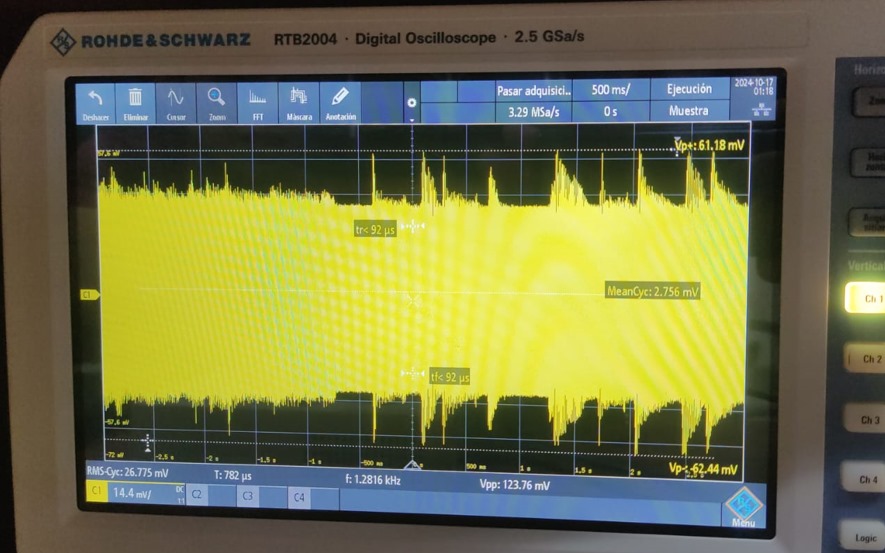 ROHDE&SCHWARZ RTB2004 · Digital Oscilloscope · 2.5 GSa/s
Horizo
Deshacer
Eliminar
Cursor
Zoom
FFT
Máscara
Anotación
Pasar adquisici..
500 ms/
Ejecución
2024-10-17
01:18
3.29 MSa/s
0 s
Muestra
57,6 mV
Vp+: 61.18 mV
tr< 92 µs
Vertical
C1
MeanCyc: 2.756 mV
Ch 1
tf< 92 µs
Ch 2
-57,6 mV
-72 mV
-2,5 s
-2 s
-1,5 s
-1 s
-500 ms
500 ms
1 s
1,5 s
2 s
Vp-: -62.44 mV
Ch 3
RMS-Cyc: 26.775 mV
T: 782 µs
f: 1.2816 kHz
Vpp: 123.76 mV
C1
14.4 mV/
DC
1:1
C2
C3
C4
Menú
Ch 4
Logic